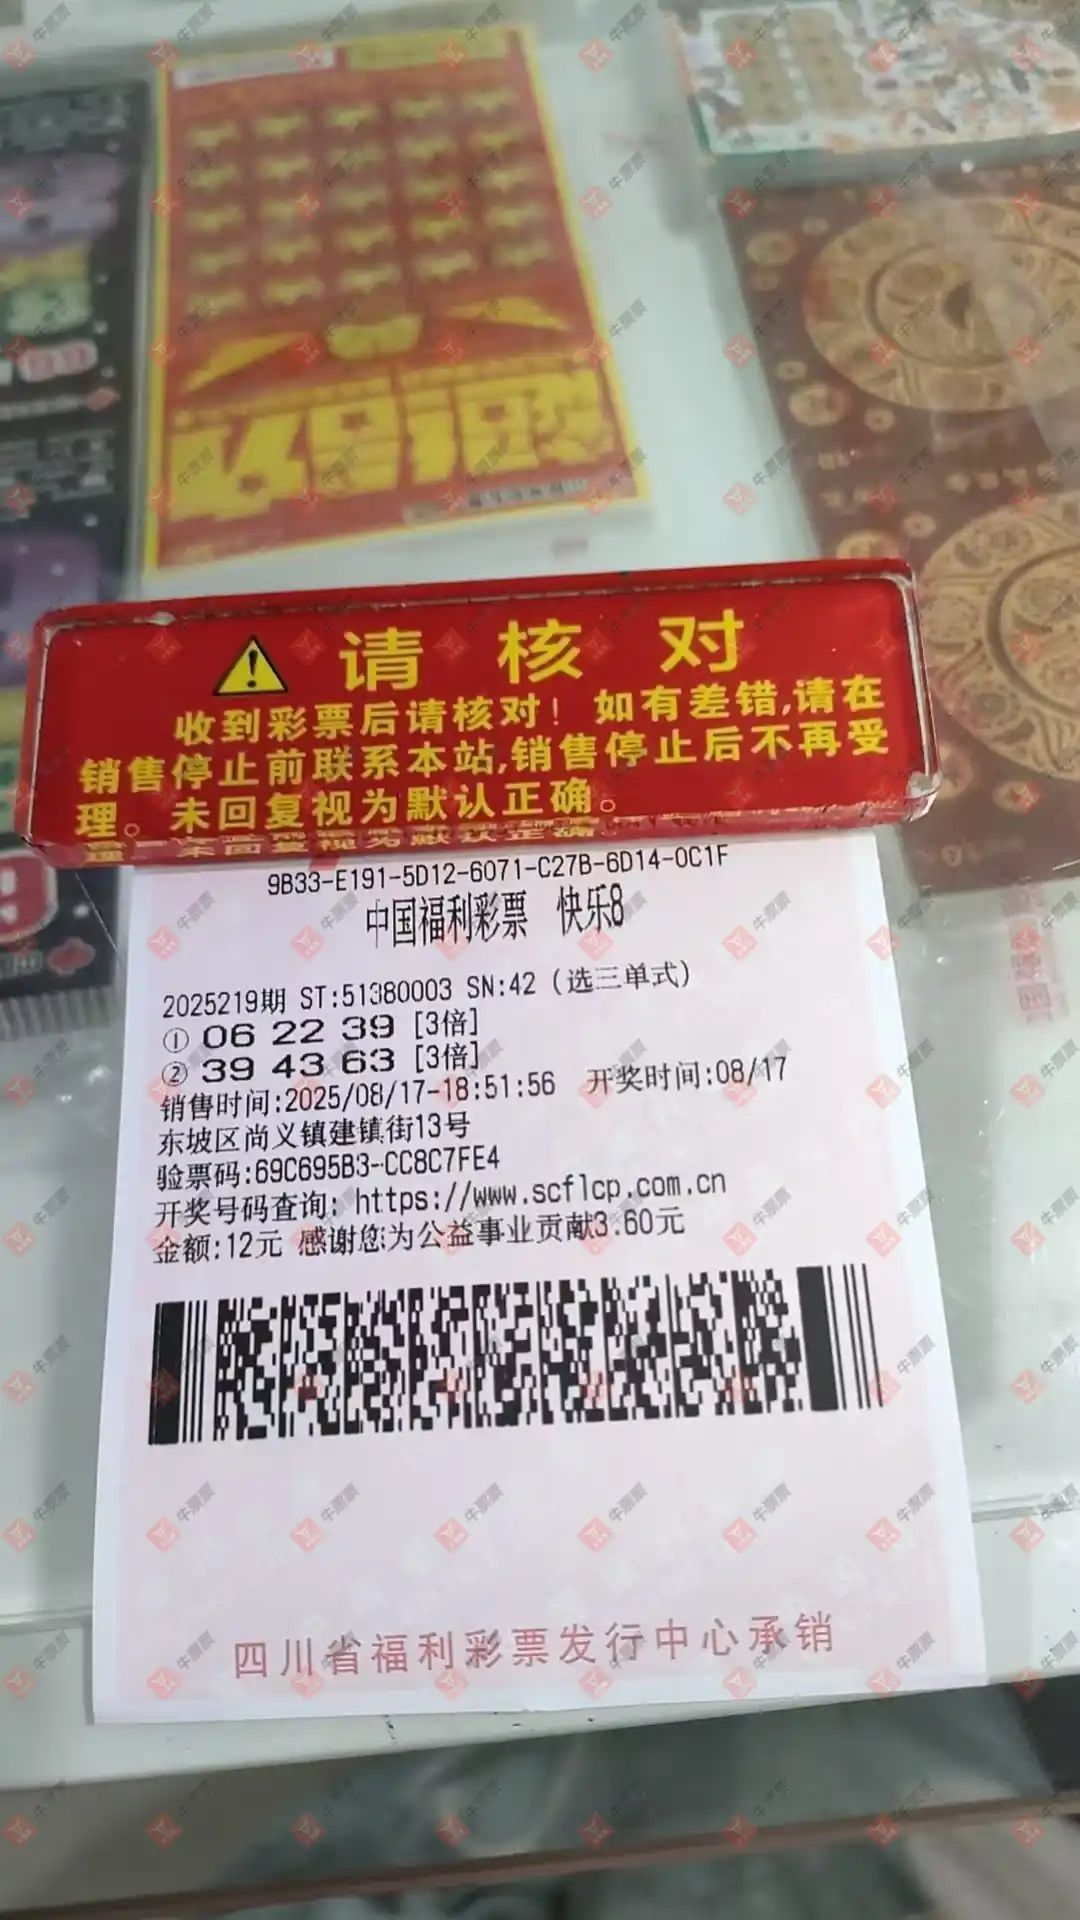 请核对
收到彩票后请核对！如有差错,请在
销售停止前联系本站,销售停止后不再受
理。未回复视为默认正确。
9B33-E191-5D12-6071-C27B-6D14-0C1F
中国福利彩票 快乐8
2025219期 ST:51380003 SN:42 (选三单式)
① 06 22 39 [3倍]
② 39 43 63 [3倍]
销售时间:2025/08/17-18:51:56 开奖时间:08/17
东坡区尚义镇建镇街13号
验票码:69C695B3-CC8C7FE4
开奖号码查询: https://www.scflcp.com.cn
金额:12元 感谢您为公益事业贡献3.60元
四川省福利彩票发行中心承销
牛票票